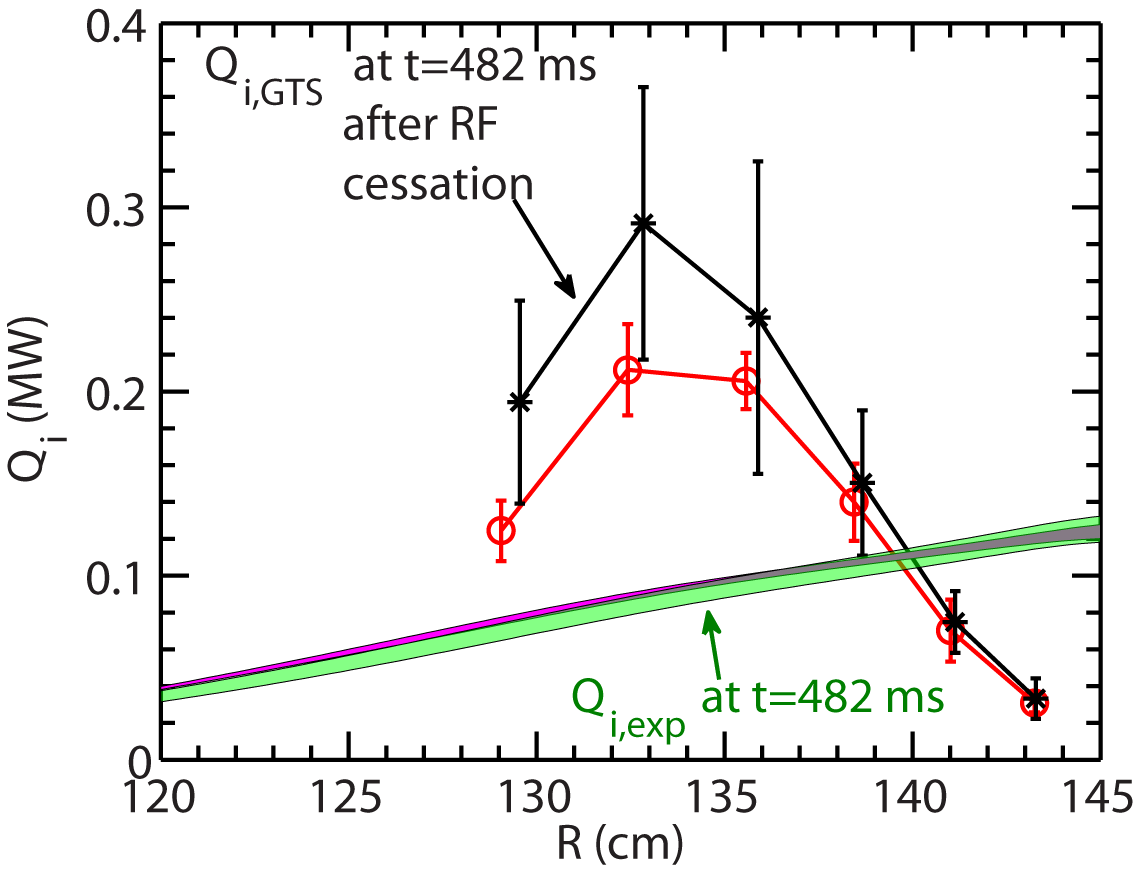 0.4
Q i,GTS at t=482 ms
after RF
cessation
0.3
0.2
Q i (MW)
0.1
Q i,exp at t=482 ms
0
120 125 130 135 140 145
R (cm)